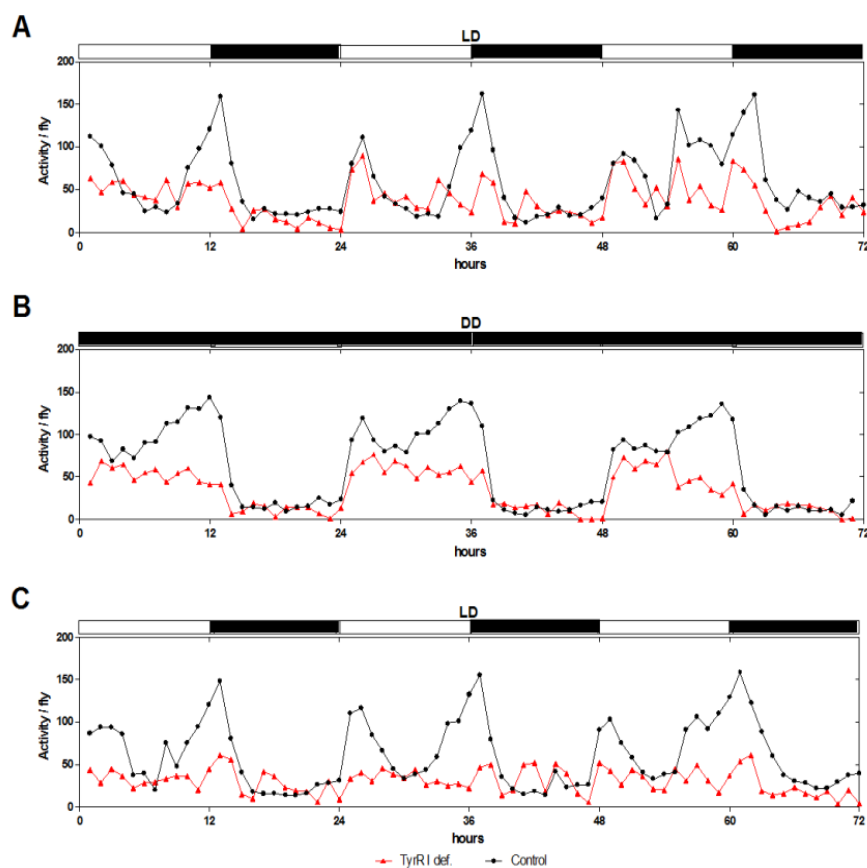 A
LD
200
150
100
50
0
Activity / fly
0 12 24 36 48 60 72
hours
B
DD
200
150
100
50
0
Activity / fly
0 12 24 36 48 60 72
hours
C
LD
200
150
100
50
0
Activity / fly
0 12 24 36 48 60 72
hours
TyrR I def. Control